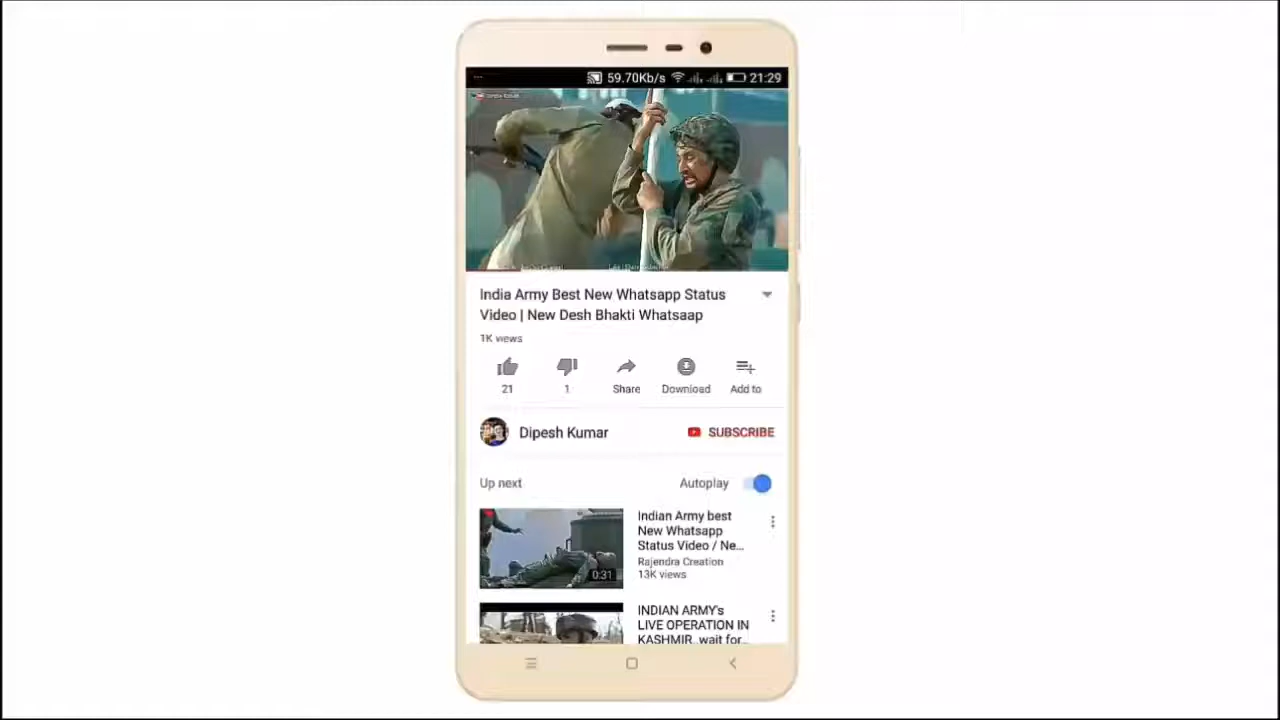 59.70Kb/s 21:29
India Army Best New Whatsapp Status
Video | New Desh Bhakti Whatsaap
1K views
21 1 Share Download Add to
Dipesh Kumar SUBSCRIBE
Up next Autoplay
Indian Army best
New Whatsapp
Status Video / Ne...
Rajendra Creation
13K views
0:31
INDIAN ARMY's
LIVE OPERATION IN
KASHMIR..wait for..